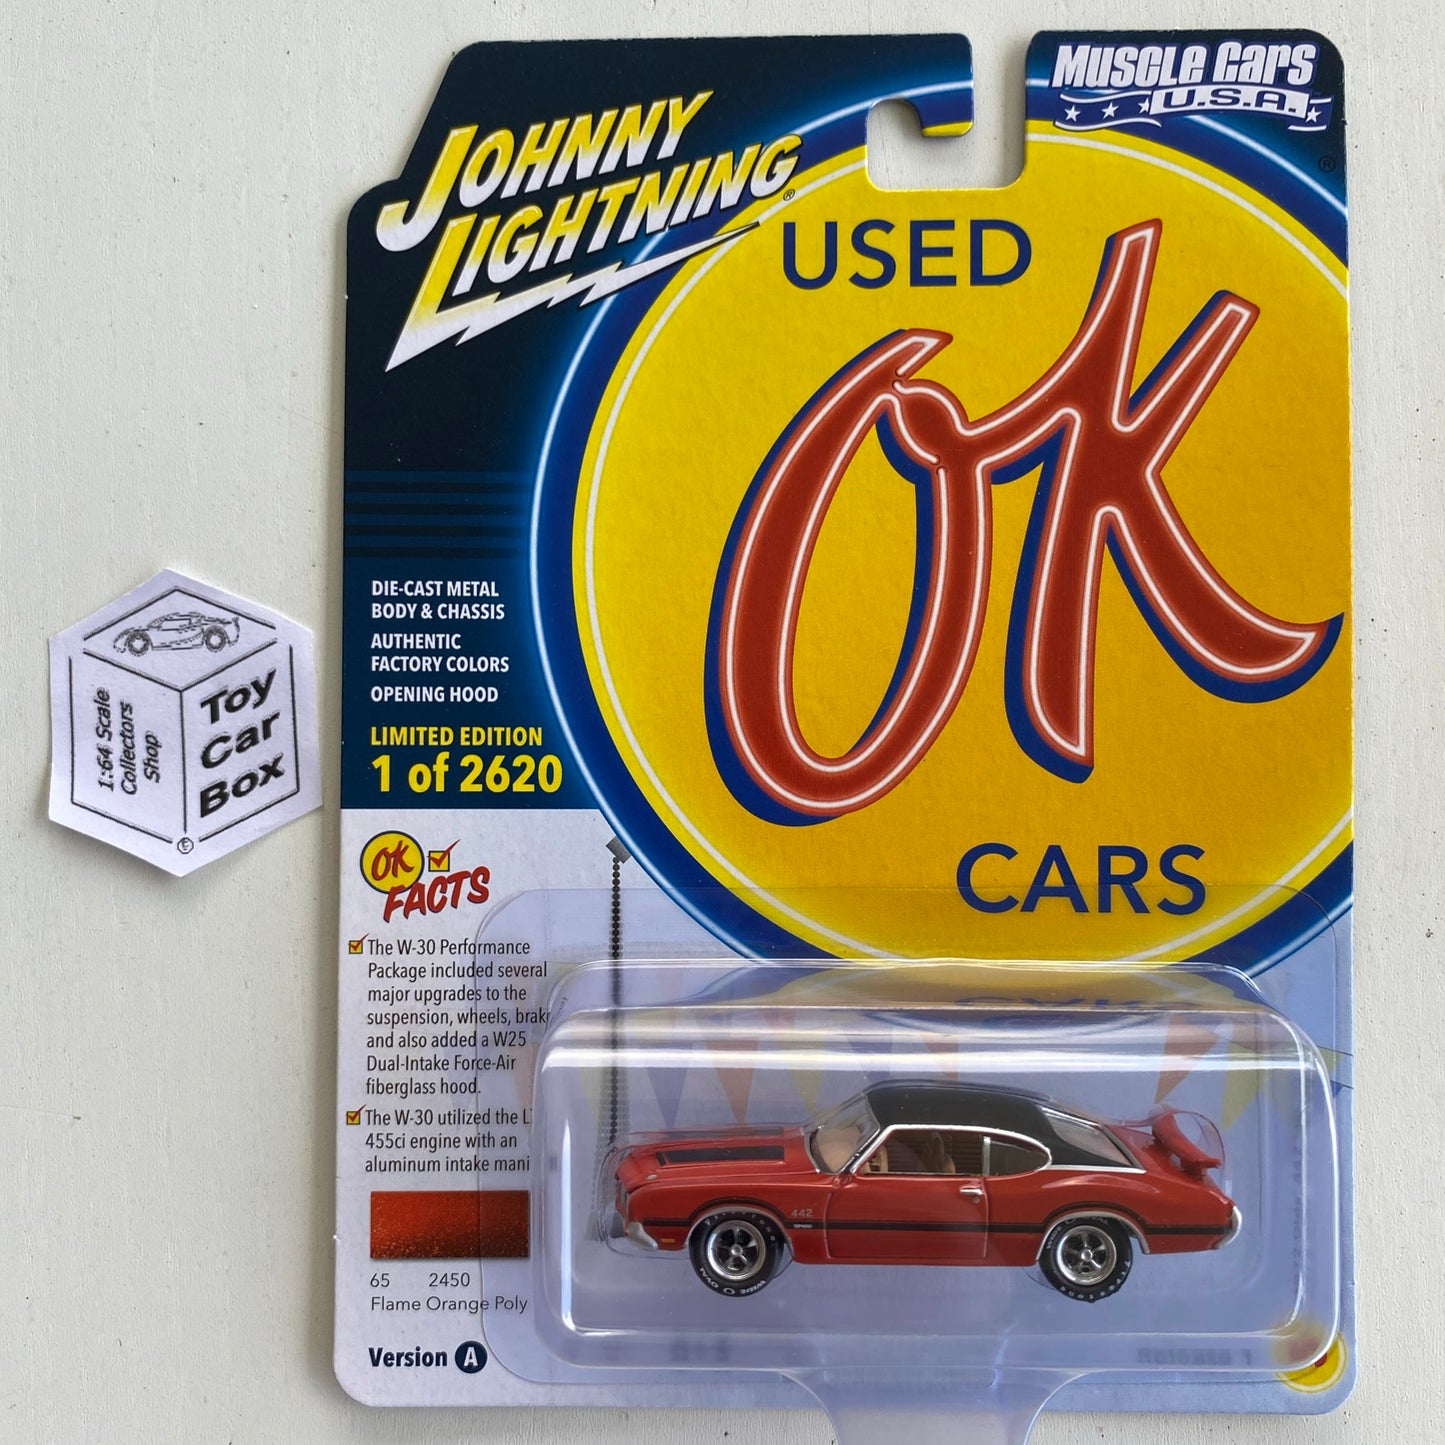 MUSCLE CARS
U.S.A.
JOHNNY
LIGHTNING®
USED
OK
CARS
DIE-CAST METAL
BODY & CHASSIS
AUTHENTIC
FACTORY COLORS
OPENING HOOD
LIMITED EDITION
1 of 2620
OK
FACTS
The W-30 Performance
Package included several
major upgrades to the
suspension, wheels,
and also added a W25
Dual-Intake Force-Air
fiberglass hood.
The W-30 utilized the
455ci engine with an
aluminum intake
65 2450
Flame Orange Poly
Version A
1:64 Scale
Collectors
Shop
Toy
Car
Box
442
Firestone
WIDE O OVAL